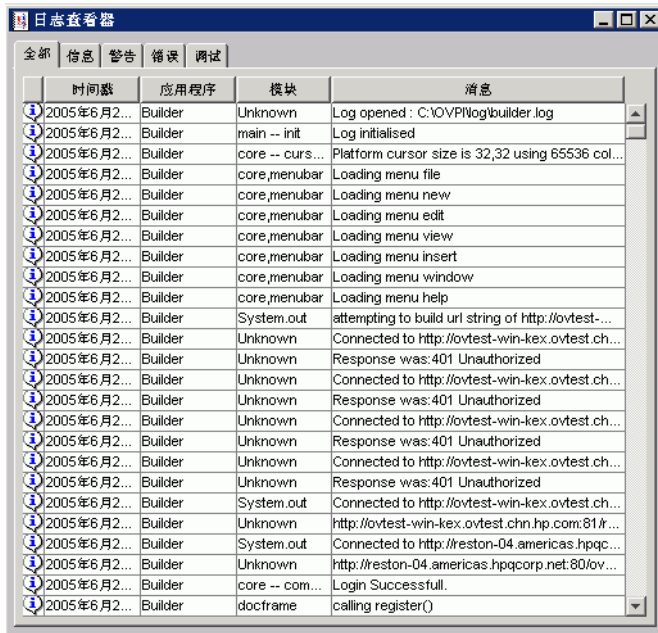 日志查看器
全部 信息 警告 错误 调试
时间戳 应用程序 模块 消息
2005年6月2... Builder Unknown Log opened : C:\OVPI\log\builder.log
2005年6月2... Builder main -- init Log initialised
2005年6月2... Builder core -- curs... Platform cursor size is 32,32 using 65536 col...
2005年6月2... Builder core,menubar Loading menu file
2005年6月2... Builder core,menubar Loading menu new
2005年6月2... Builder core,menubar Loading menu edit
2005年6月2... Builder core,menubar Loading menu view
2005年6月2... Builder core,menubar Loading menu insert
2005年6月2... Builder core,menubar Loading menu window
2005年6月2... Builder core,menubar Loading menu help
2005年6月2... Builder System.out attempting to build url string of http://ovtest-...
2005年6月2... Builder Unknown Connected to http://ovtest-win-kex.ovtest.ch...
2005年6月2... Builder Unknown Response was:401 Unauthorized
2005年6月2... Builder Unknown Connected to http://ovtest-win-kex.ovtest.ch...
2005年6月2... Builder Unknown Response was:401 Unauthorized
2005年6月2... Builder Unknown Connected to http://ovtest-win-kex.ovtest.ch...
2005年6月2... Builder Unknown Response was:401 Unauthorized
2005年6月2... Builder Unknown Connected to http://ovtest-win-kex.ovtest.ch...
2005年6月2... Builder Unknown Response was:401 Unauthorized
2005年6月2... Builder System.out Connected to http://ovtest-win-kex.ovtest.ch...
2005年6月2... Builder Unknown http://ovtest-win-kex.ovtest.chn.hp.com:81/r...
2005年6月2... Builder System.out Connected to http://reston-04.americas.hpqc...
2005年6月2... Builder Unknown http://reston-04.americas.hpqcorp.net:80/ov...
2005年6月2... Builder core -- com... Login Successfull.
2005年6月2... Builder docframe calling register()